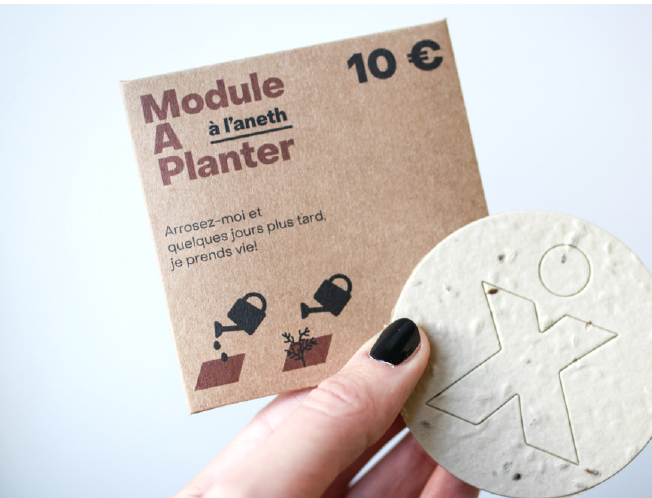 Module
A
à l'aneth
Planter
10 €
Arrosez-moi et
quelques jours plus tard,
je prends vie!